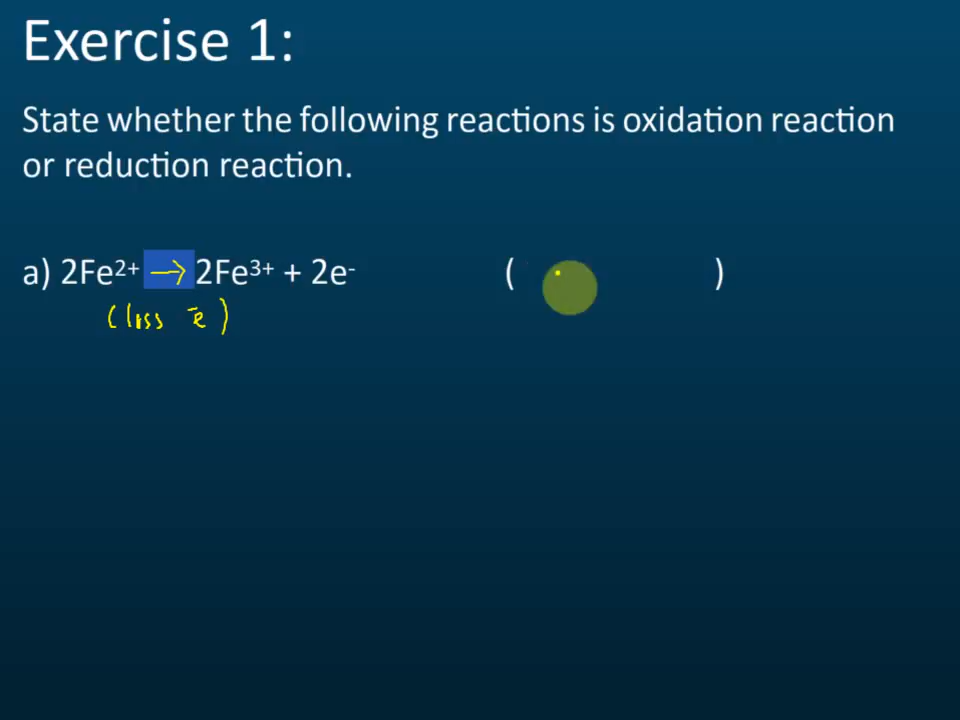 Exercise 1:
State whether the following reactions is oxidation reaction
or reduction reaction.
a) 2Fe²⁺ → 2Fe³⁺ + 2e⁻ ( )
(loss e̅)